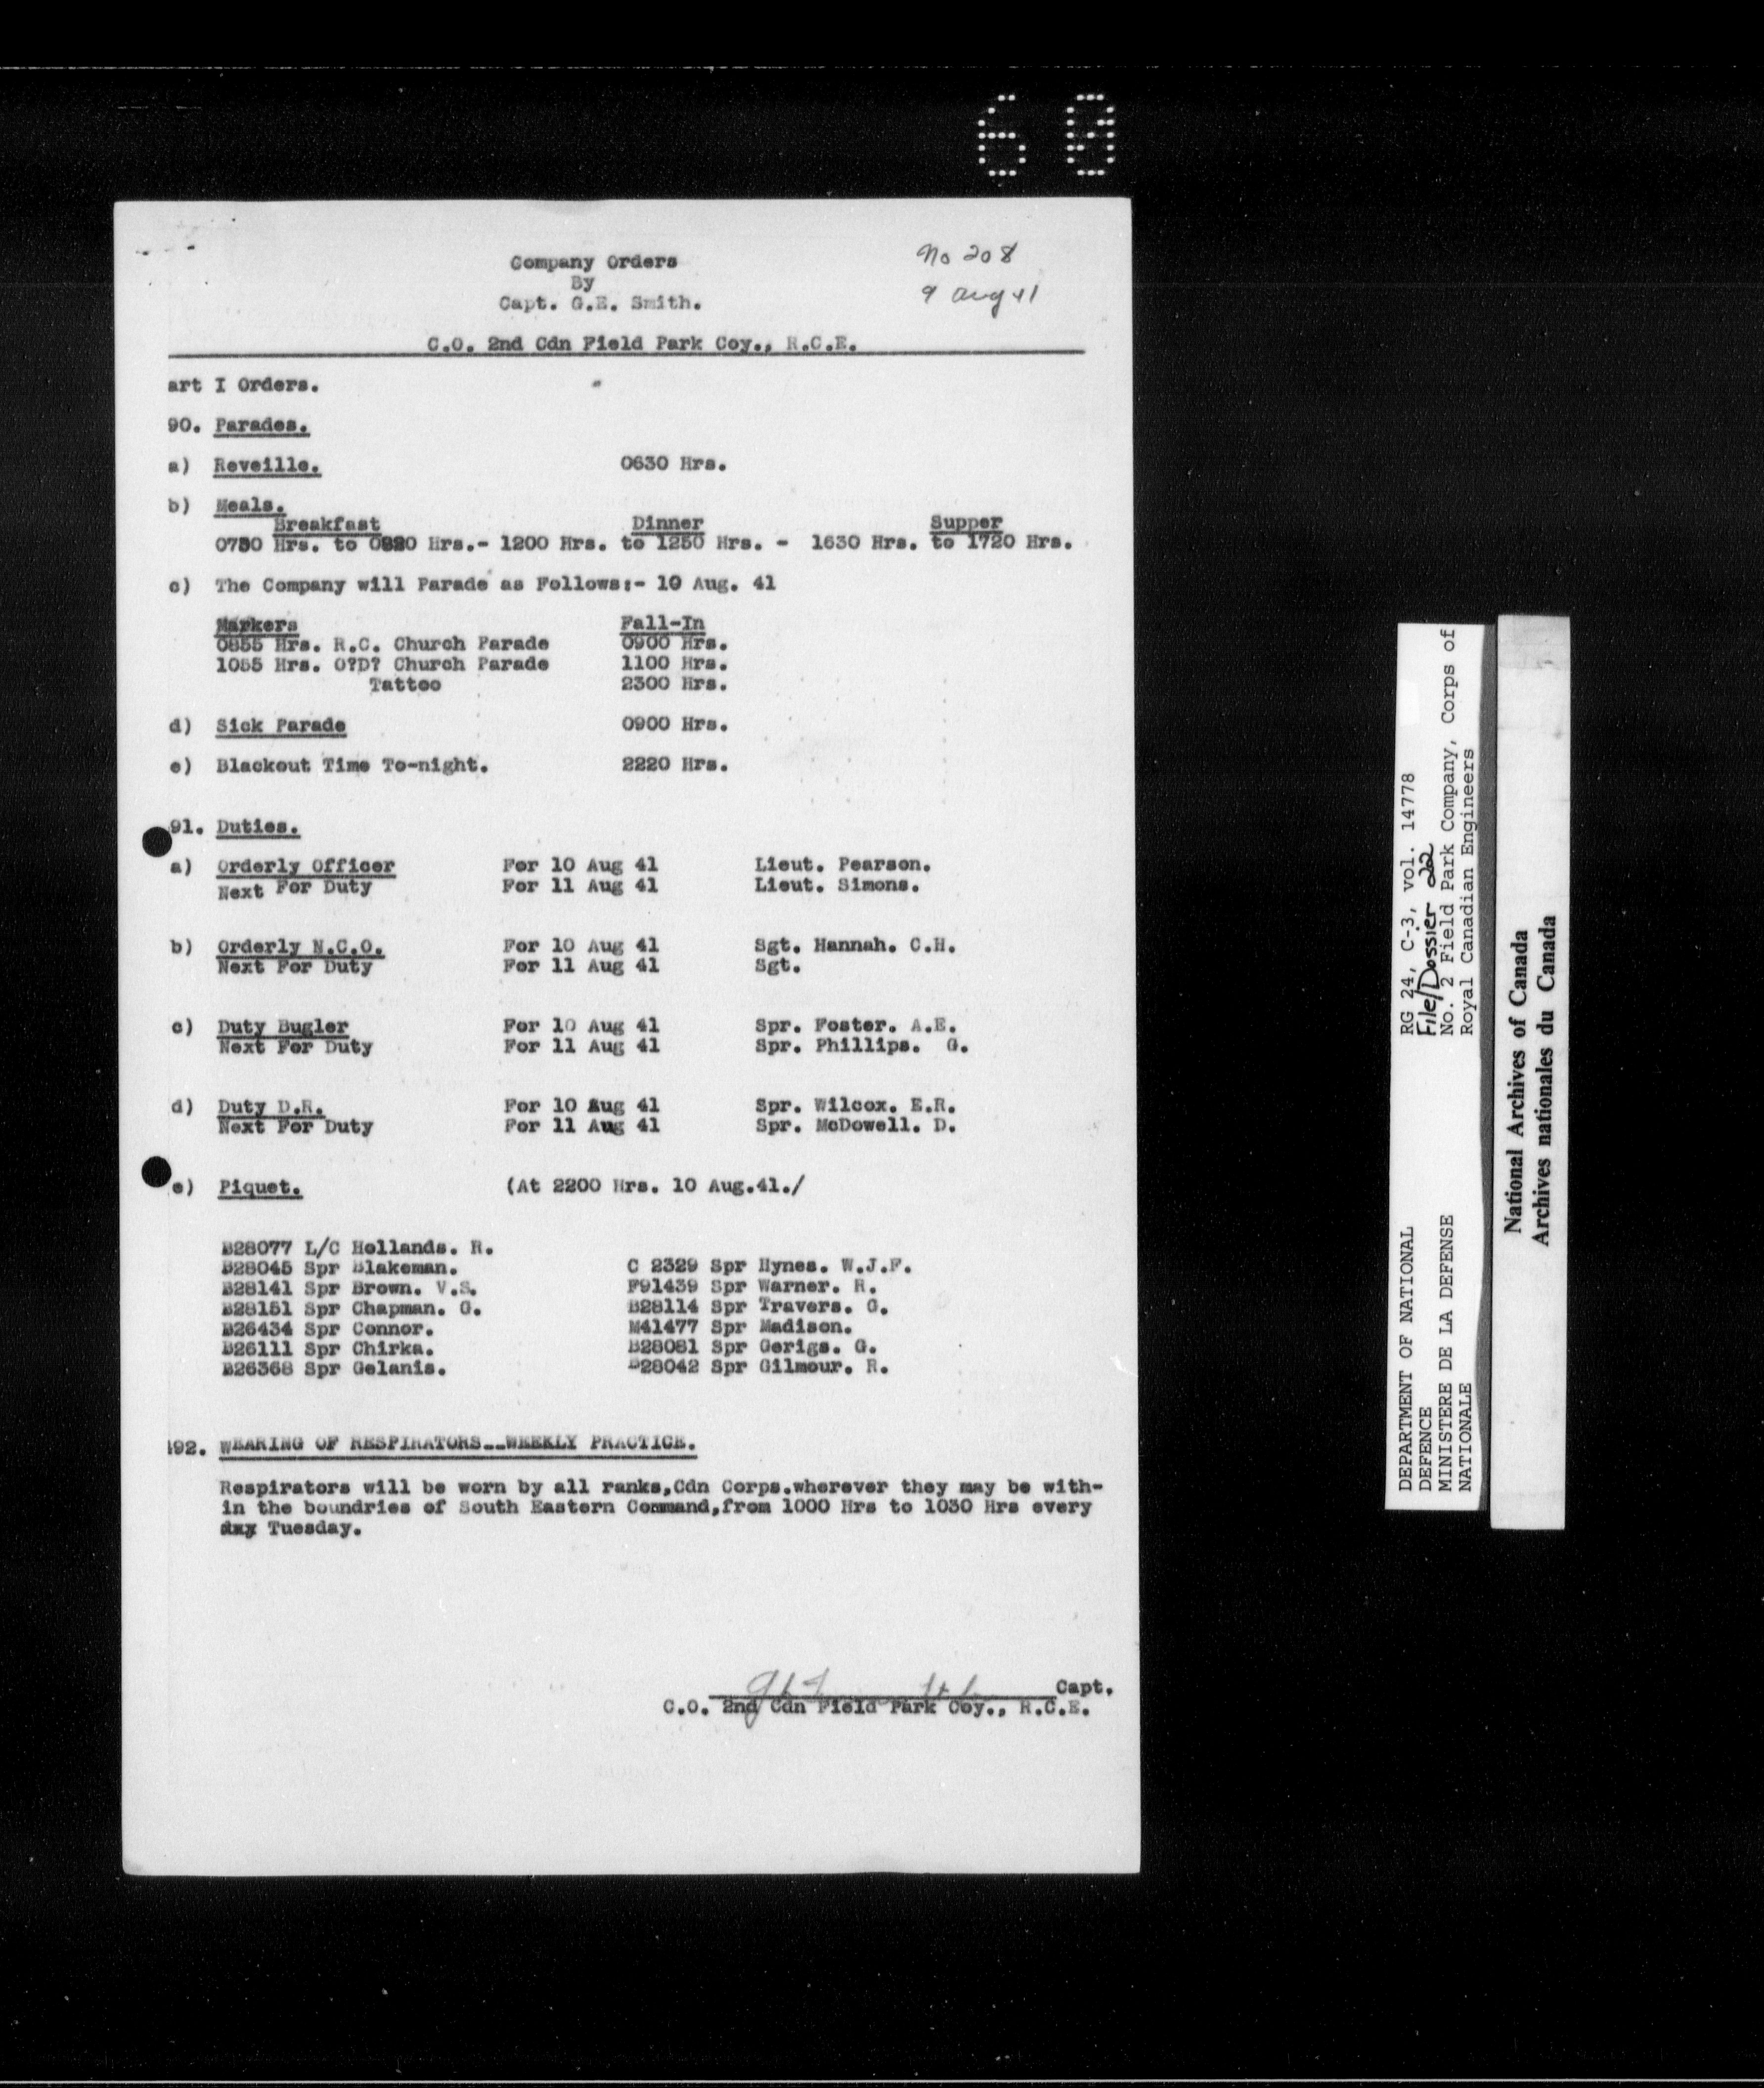 60
Company Orders
By
Capt. G.E. Smith.
No 208
9 Aug 41
C.O. 2nd Cdn Field Park Coy., R.C.E.
art I Orders.
90. Parades.
a) Reveille. 0630 Hrs.
b) Meals.
Breakfast Dinner Supper
0730 Hrs. to 0820 Hrs.- 1200 Hrs. to 1250 Hrs. - 1630 Hrs. to 1720 Hrs.
c) The Company will Parade as Follows:- 10 Aug. 41
Markers Fall-In
0855 Hrs. R.C. Church Parade 0900 Hrs.
1055 Hrs. O?D? Church Parade 1100 Hrs.
Tattoo 2300 Hrs.
d) Sick Parade 0900 Hrs.
e) Blackout Time To-night. 2220 Hrs.
91. Duties.
a) Orderly Officer For 10 Aug 41 Lieut. Pearson.
Next For Duty For 11 Aug 41 Lieut. Simons.
b) Orderly N.C.O. For 10 Aug 41 Sgt. Hannah. C.H.
Next For Duty For 11 Aug 41 Sgt.
c) Duty Bugler For 10 Aug 41 Spr. Foster. A.E.
Next For Duty For 11 Aug 41 Spr. Phillips. G.
d) Duty D.R. For 10 Aug 41 Spr. Wilcox. E.R.
Next For Duty For 11 Aug 41 Spr. McDowell. D.
e) Piquet. (At 2200 Hrs. 10 Aug.41./
B28077 L/C Hollands. R.
B28045 Spr Blakeman. C 2329 Spr Hynes. W.J.F.
B28141 Spr Brown. V.S. F91439 Spr Warner. R.
B28151 Spr Chapman. G. B28114 Spr Travers. G.
B26434 Spr Connor. M41477 Spr Madison.
B26111 Spr Chirka. B28081 Spr Gerigs. G.
B26368 Spr Gelanis. B28042 Spr Gilmour. R.
192. WEARING OF RESPIRATORS--WEEKLY PRACTICE.
Respirators will be worn by all ranks,Cdn Corps.wherever they may be with-
in the boundries of South Eastern Command,from 1000 Hrs to 1030 Hrs every
day Tuesday.
Capt.
C.O. 2nd Cdn Field Park Coy., R.C.E.
RG 24, C-3, vol. 14778
File/Dossier 22
No. 2 Field Park Company, Corps of
Royal Canadian Engineers
DEPARTMENT OF NATIONAL
DEFENCE
MINISTERE DE LA DEFENSE
NATIONALE
National Archives of Canada
Archives nationales du Canada